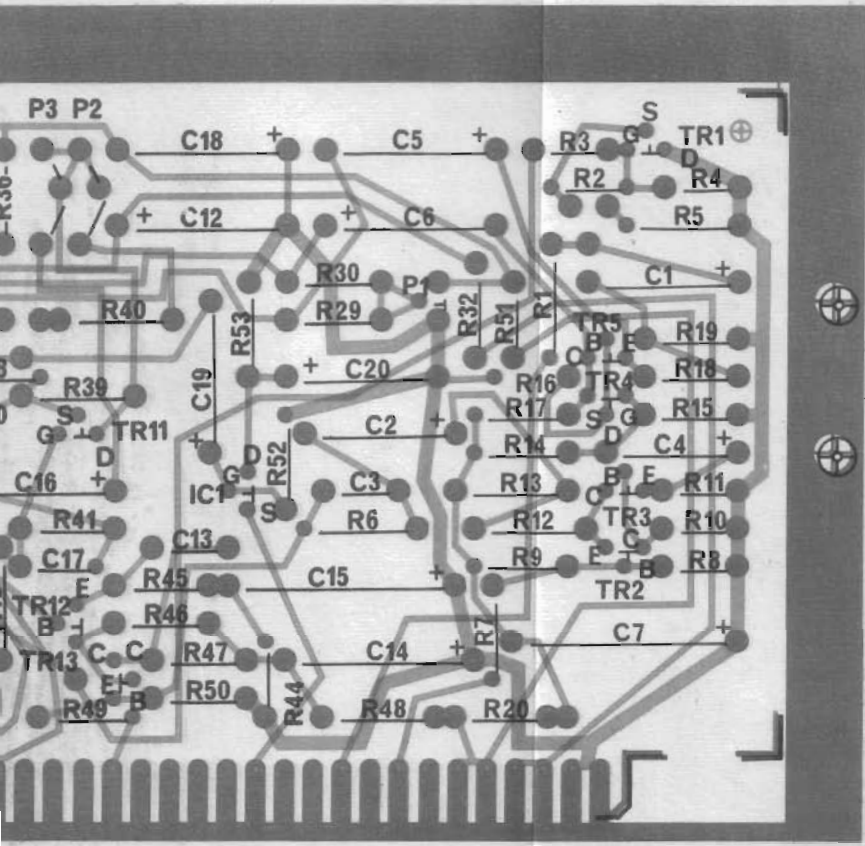 P3 P2
S
C18 +
C5 +
R3
G
TR1
D
R36
R2
R4
+ C12
+ C6
R5
R30
P1
C1 +
R40
R53
R29
R32
R51
R1
TR5
B E
R19
C
+ C20
R16
TR4
R18
R39
C19
R17
S G
R15
S
G
TR11
D
+
C2 +
R14
D
C4 +
D
G
R52
B E
C16 +
IC1
S
C3
R13
C
R11
R41
R6
R12
TR3
C
R10
C17
C13
R9
E
B
R8
E
R45
C15 +
TR2
TR12
B
R46
R7
C7 +
TR13
C C
R47
C14 +
E
B
R50
R44
R49
R48
R20